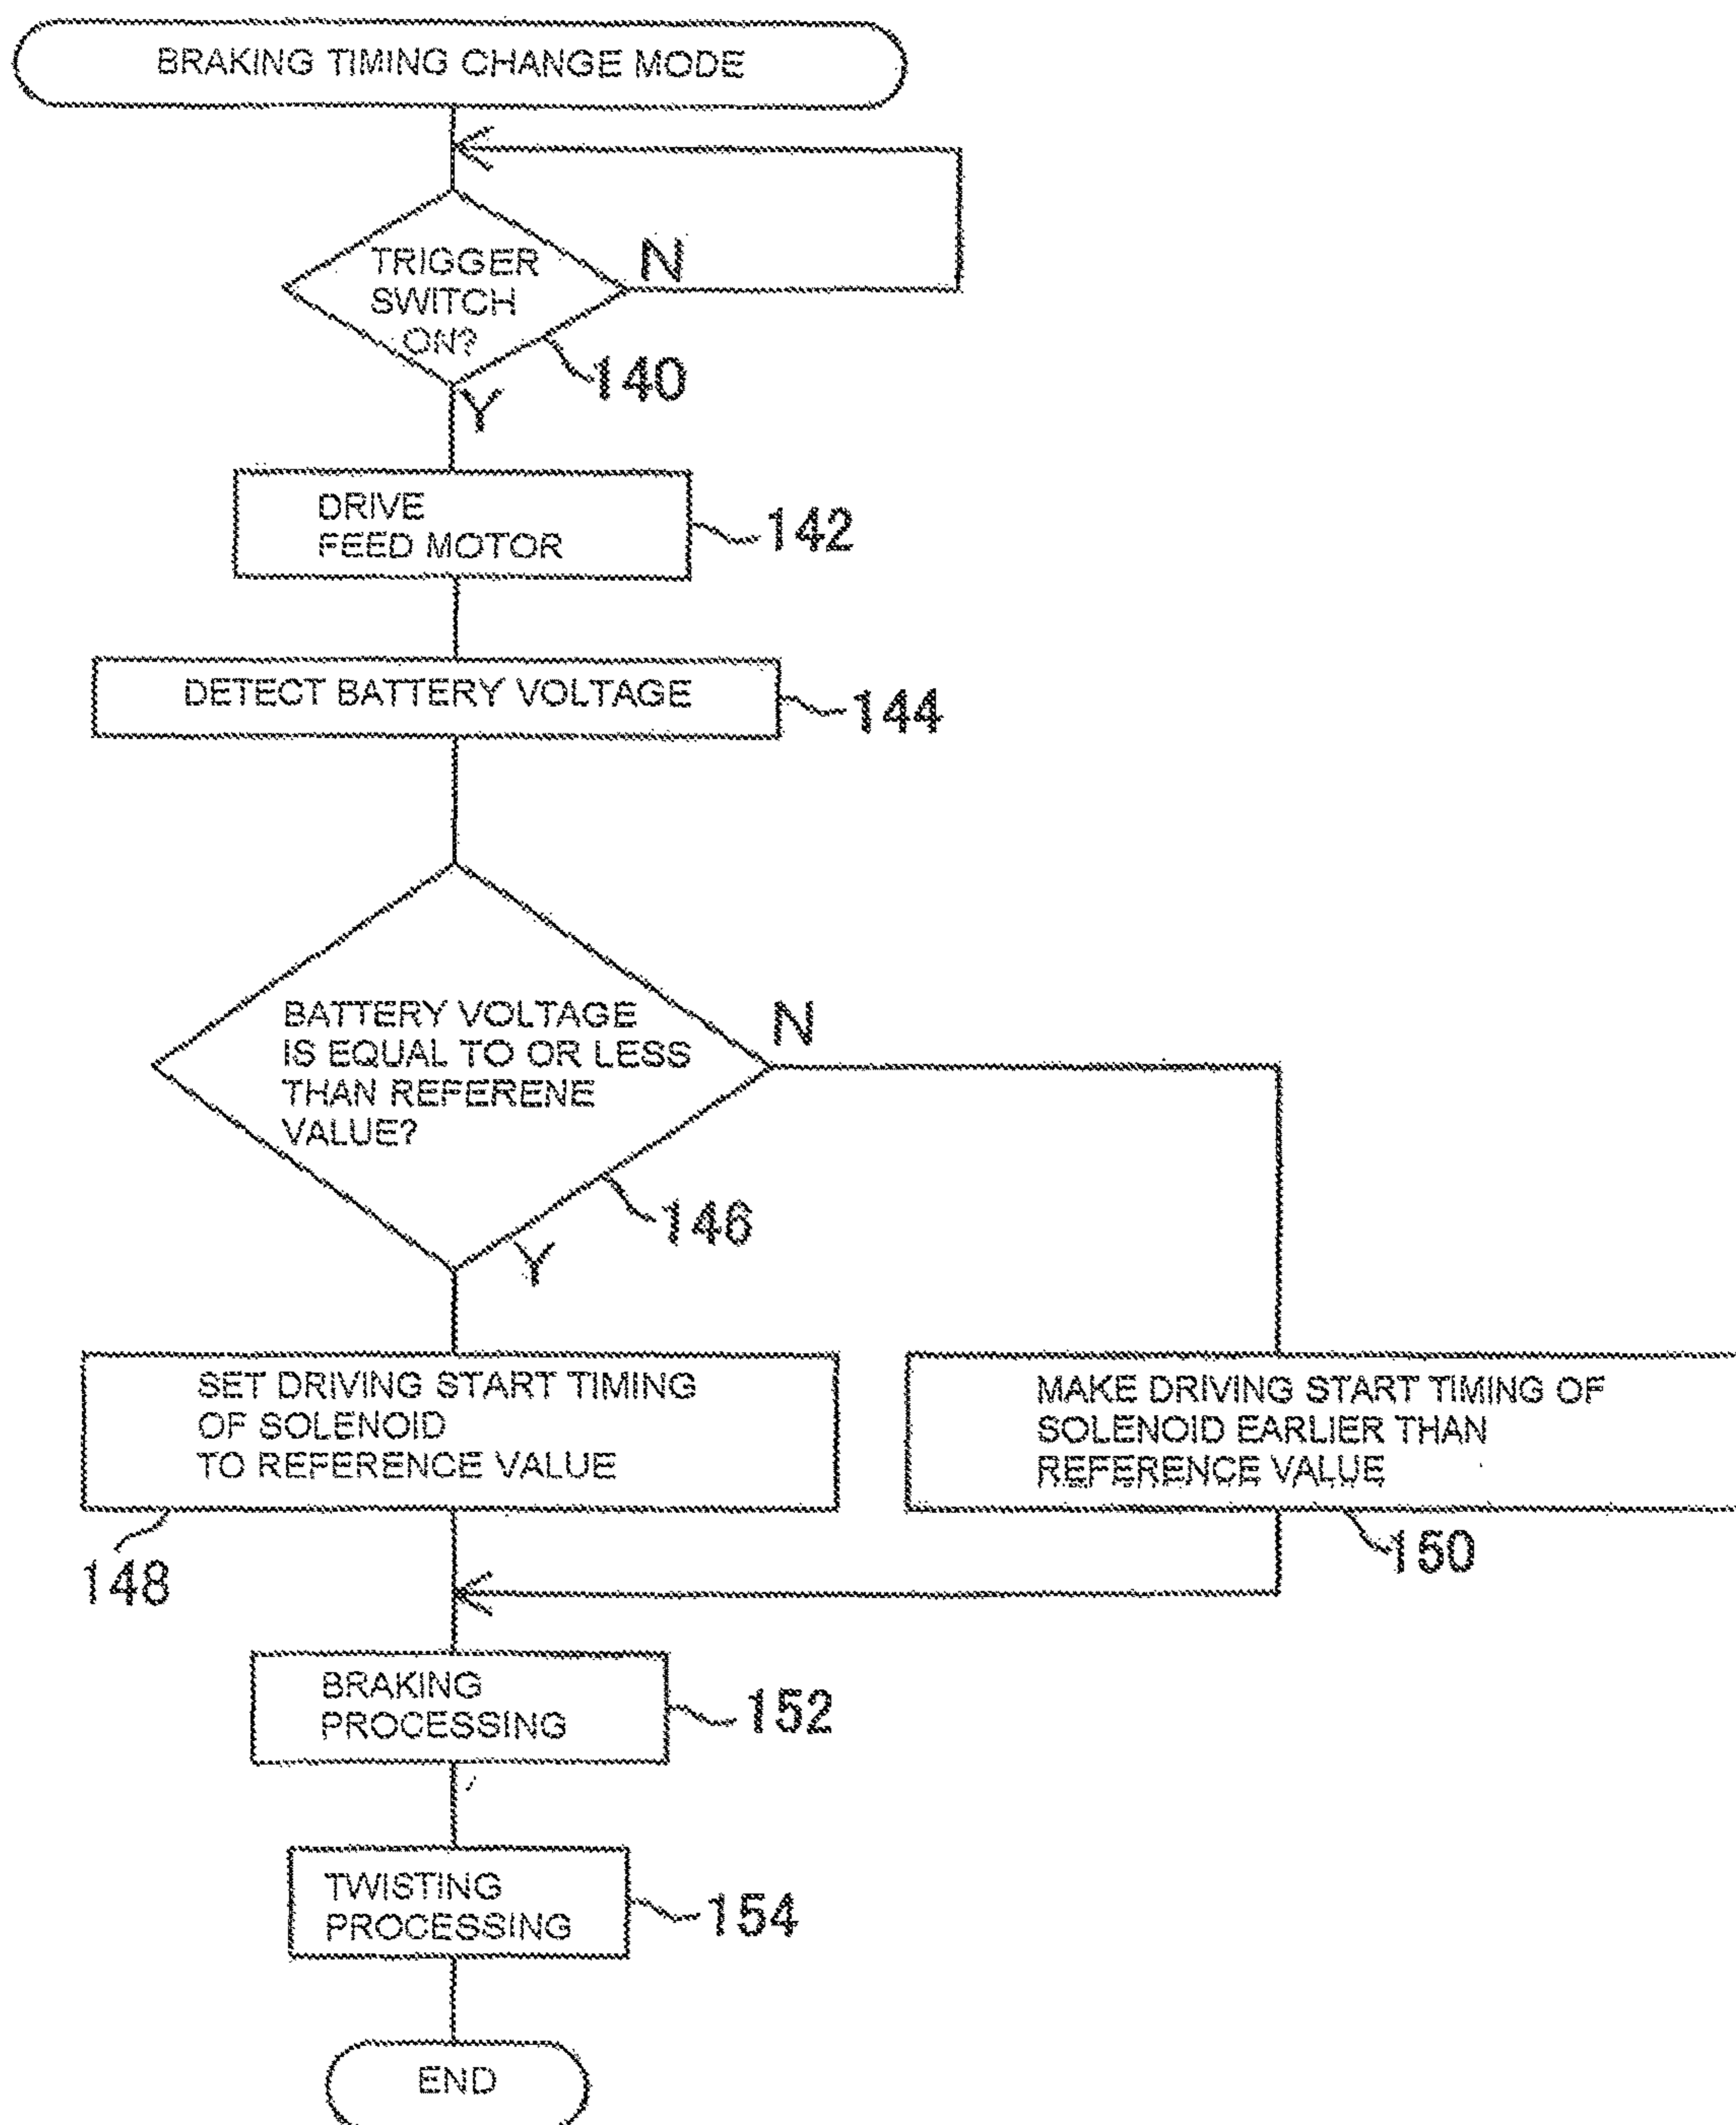 BRAKING TIMING CHANGE MODE
TRIGGER
SWITCH
ON?
N
140
Y
DRIVE
FEED MOTOR
142
DETECT BATTERY VOLTAGE
144
BATTERY VOLTAGE
IS EQUAL TO OR LESS
THAN REFERENE
VALUE?
N
146
Y
SET DRIVING START TIMING
OF SOLENOID
TO REFERENCE VALUE
148
MAKE DRIVING START TIMING OF
SOLENOID EARLIER THAN
REFERENCE VALUE
150
BRAKING
PROCESSING
152
TWISTING
PROCESSING
154
END